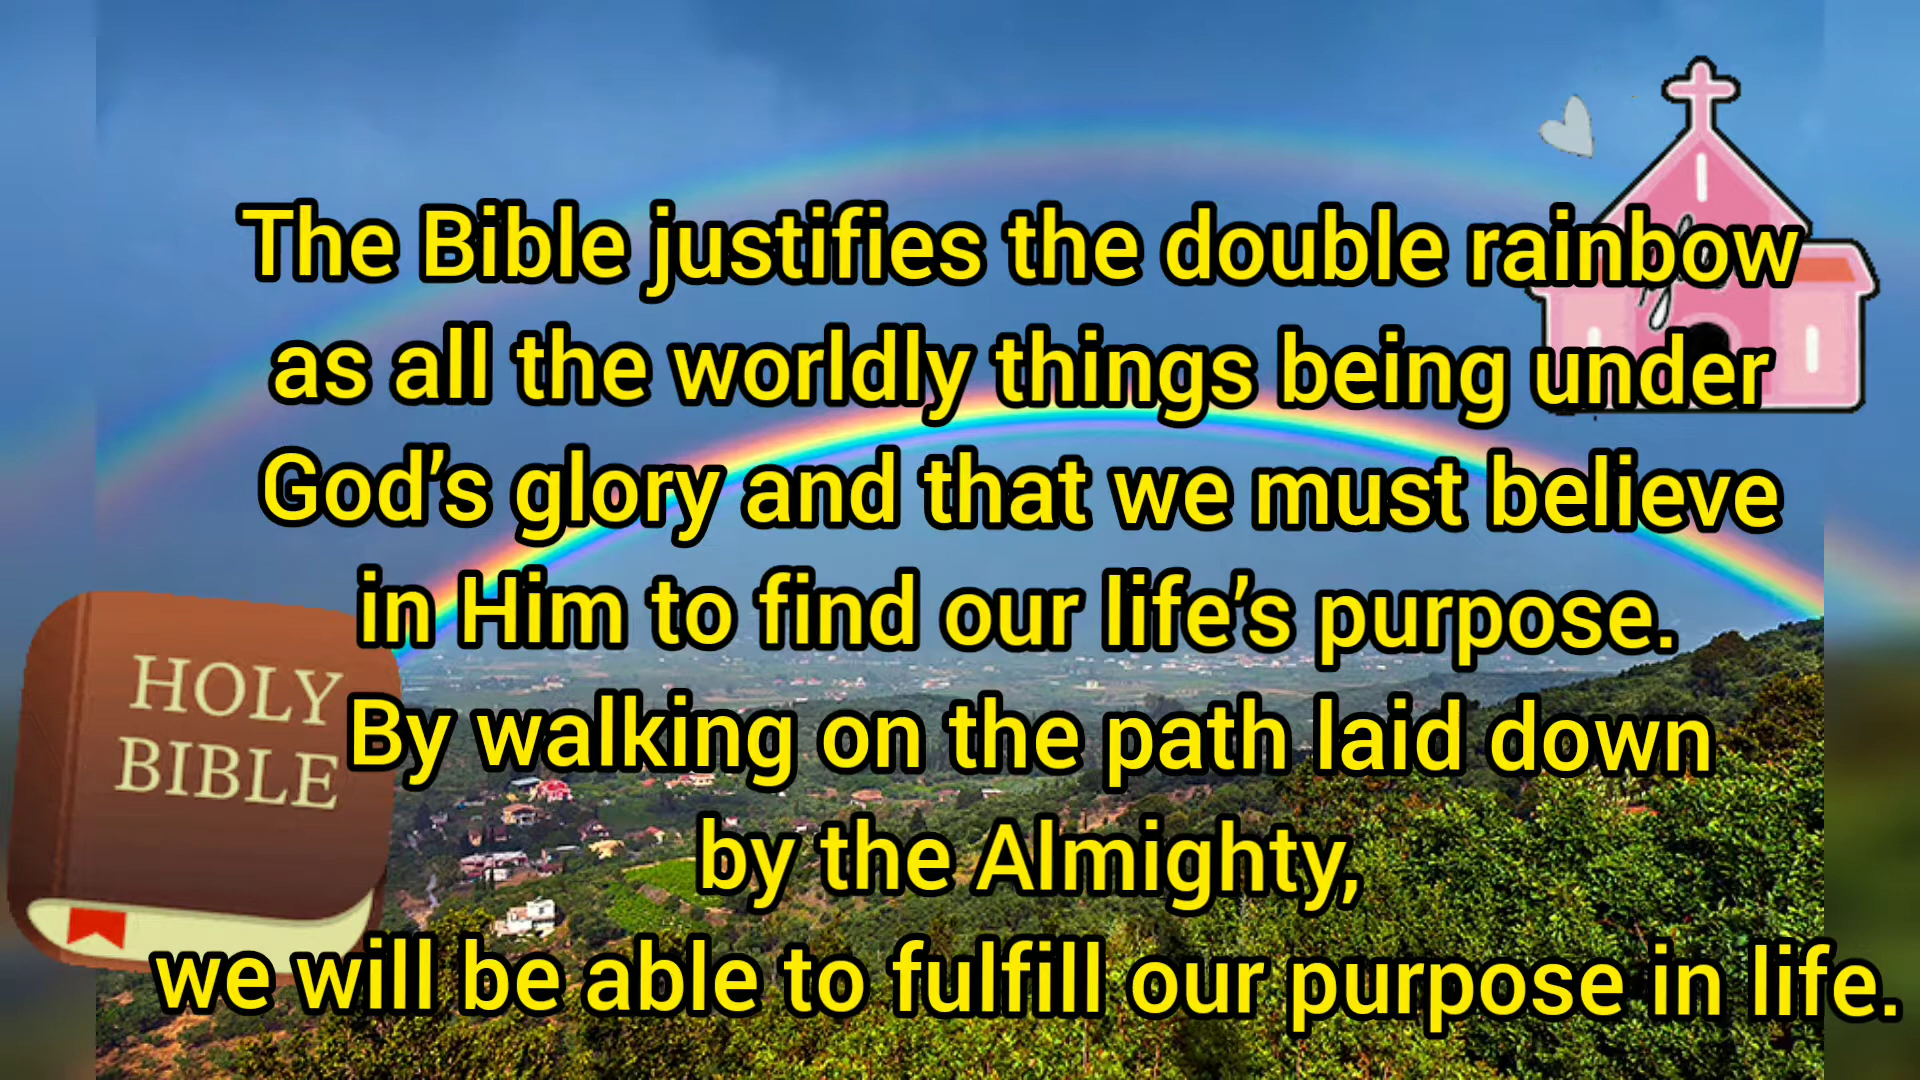 The Bible justifies the double rainbow
as all the worldly things being under
God’s glory and that we must believe
in Him to find our life’s purpose.
By walking on the path laid down
by the Almighty,
we will be able to fulfill our purpose in life.
HOLY
BIBLE